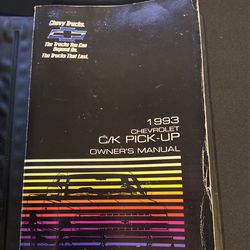 Chevy Trucks.
The Trucks You Can
Depend On.
The Trucks That Last.
1993
CHEVROLET
C/K PICK-UP
OWNER'S MANUAL